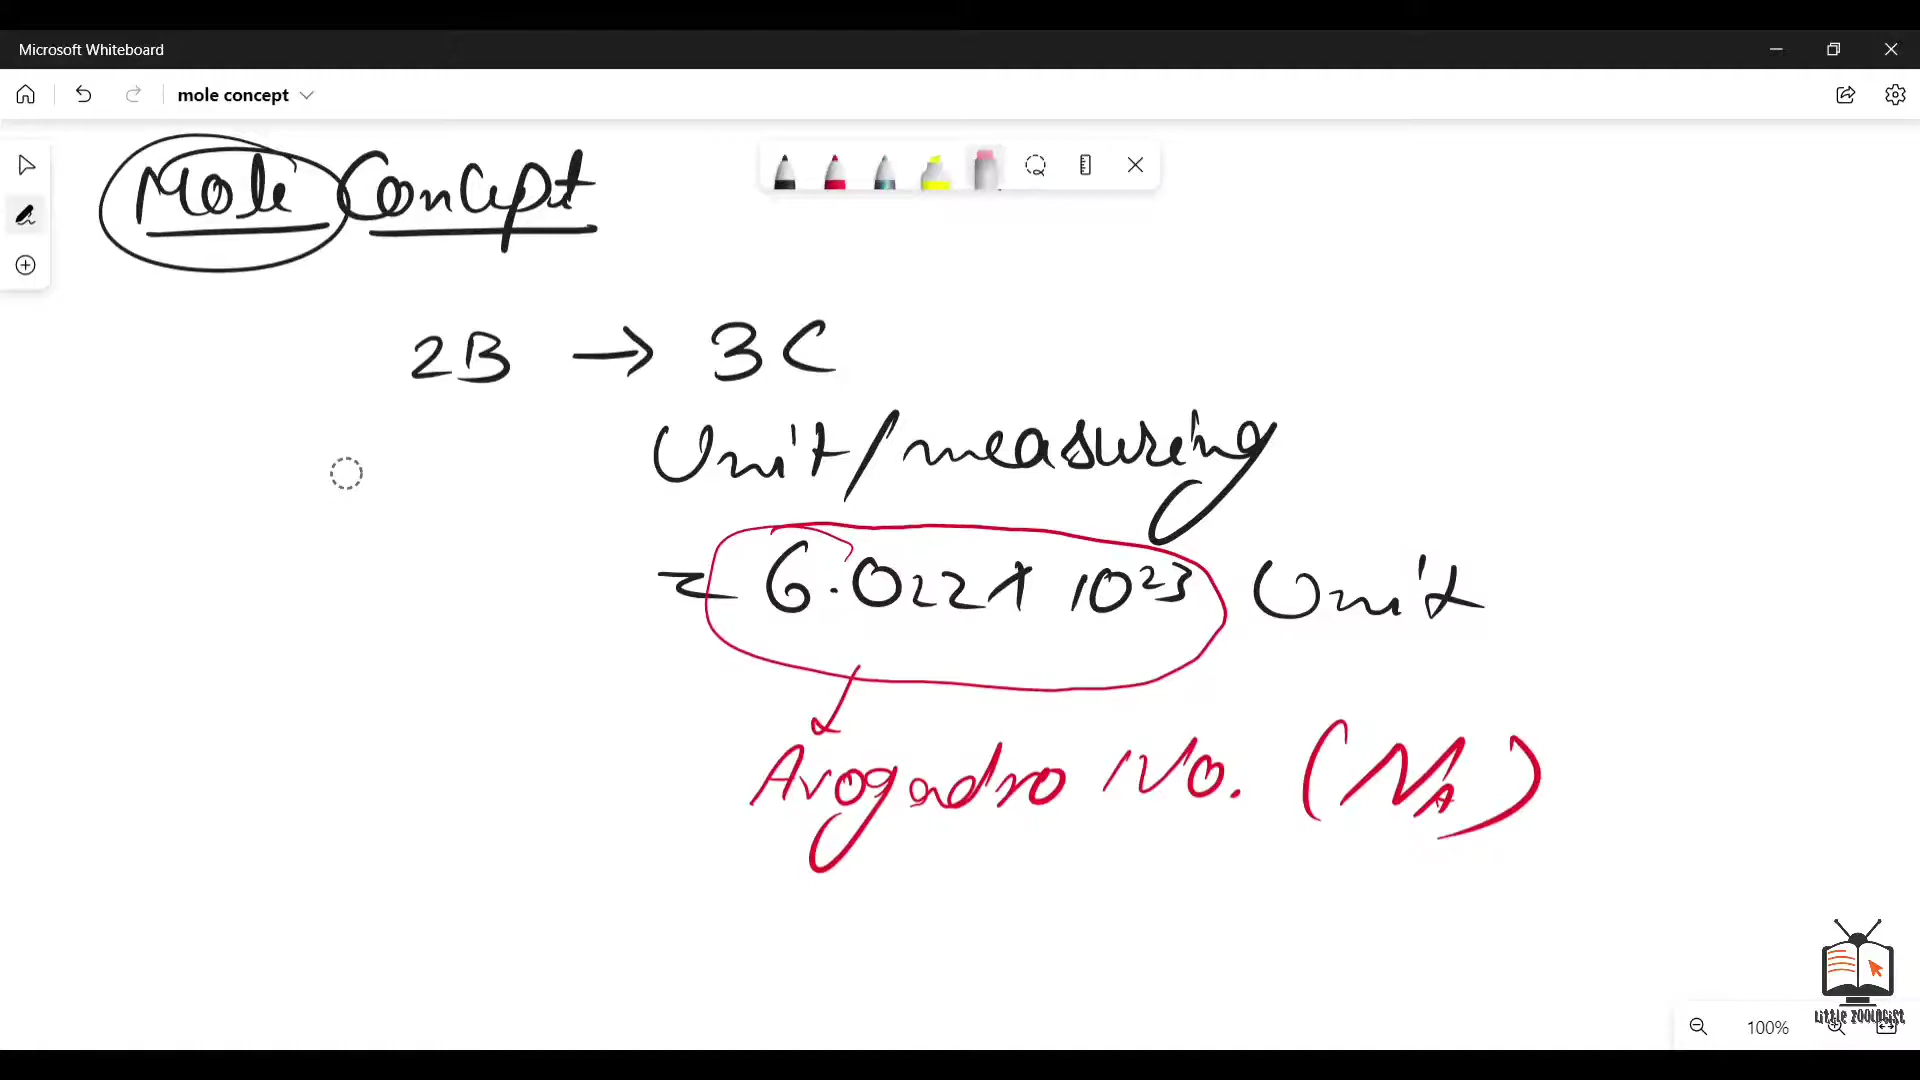 Microsoft Whiteboard
mole concept
Mole Concept
2B → 3C
Unit/measuring
= 6.022 x 10²³ Unit
Avogadro No. (NA)
LittLE ZOOLOGiSt
100%